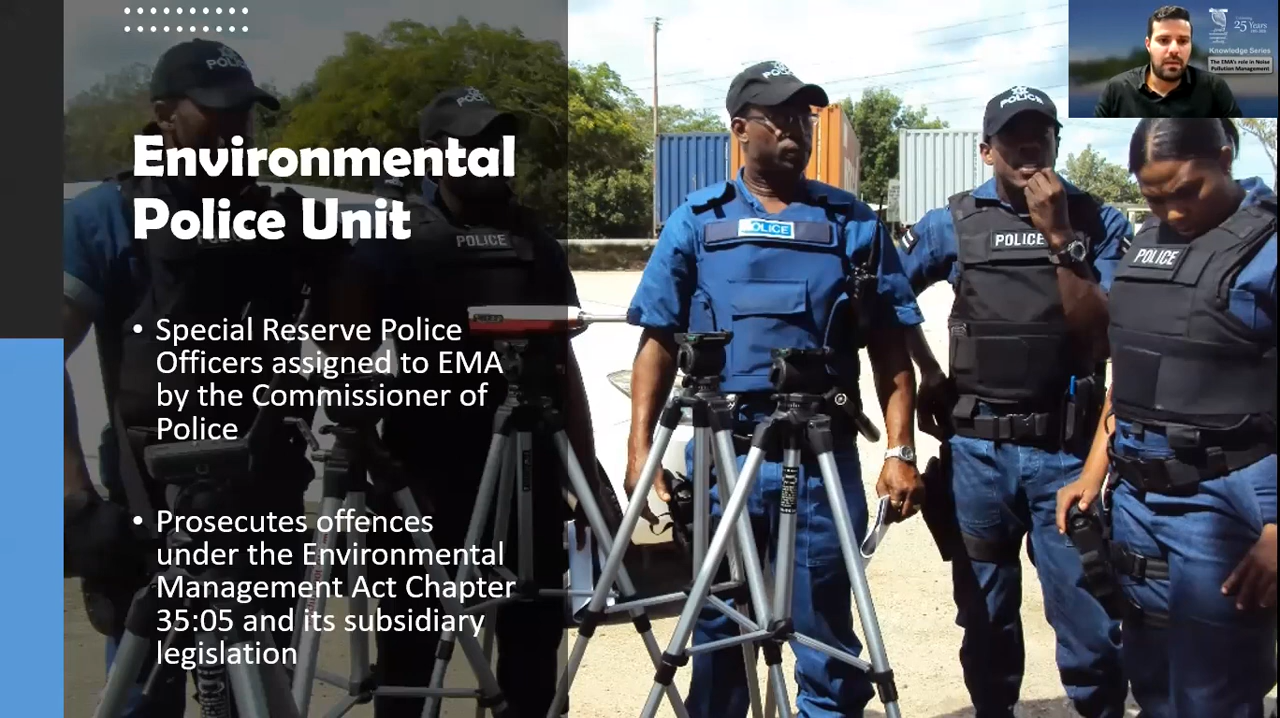 Environmental
Police Unit
• Special Reserve Police
Officers assigned to EMA
by the Commissioner of
Police
• Prosecutes offences
under the Environmental
Management Act Chapter
35:05 and its subsidiary
legislation
POLICE
POLICE
POLICE
POLICE
POLICE
POLICE
POLICE
POLICE
25 Years
Knowledge Series
The EMA's role in Noise
Pollution Management